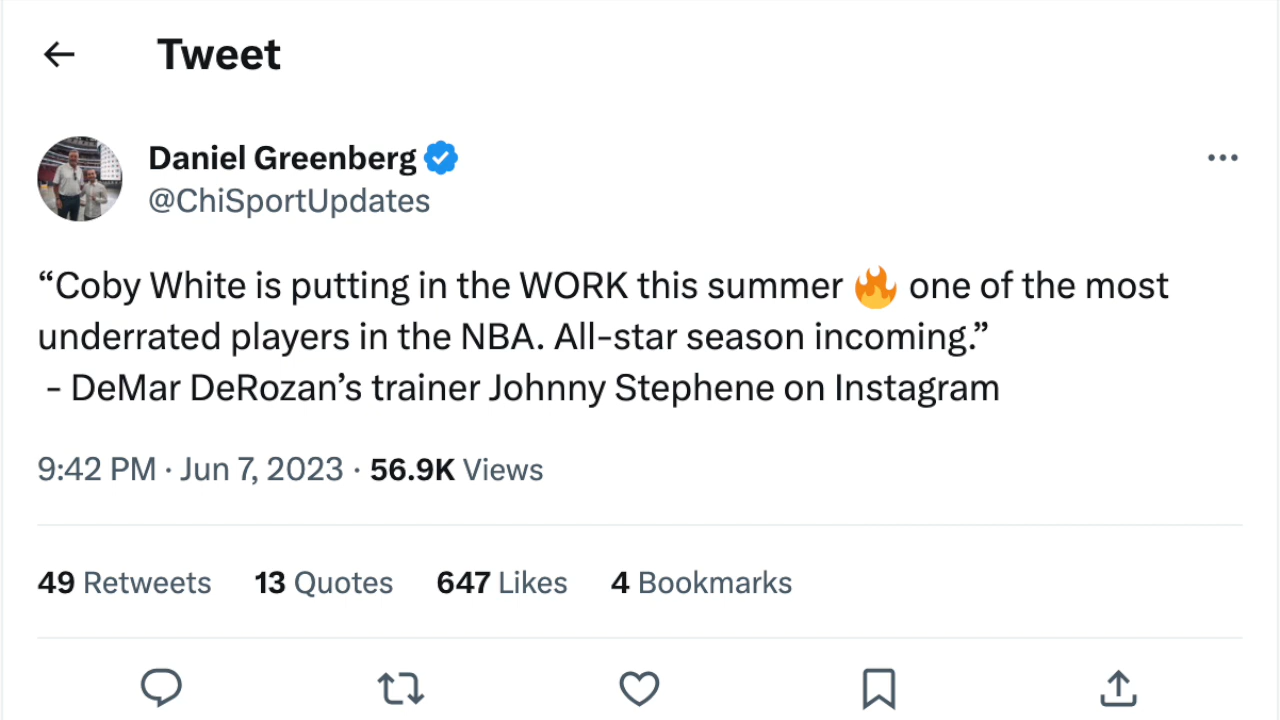 Tweet
Daniel Greenberg
@ChiSportUpdates
“Coby White is putting in the WORK this summer 🔥 one of the most
underrated players in the NBA. All-star season incoming.”
- DeMar DeRozan’s trainer Johnny Stephene on Instagram
9:42 PM · Jun 7, 2023 · 56.9K Views
49 Retweets 13 Quotes 647 Likes 4 Bookmarks